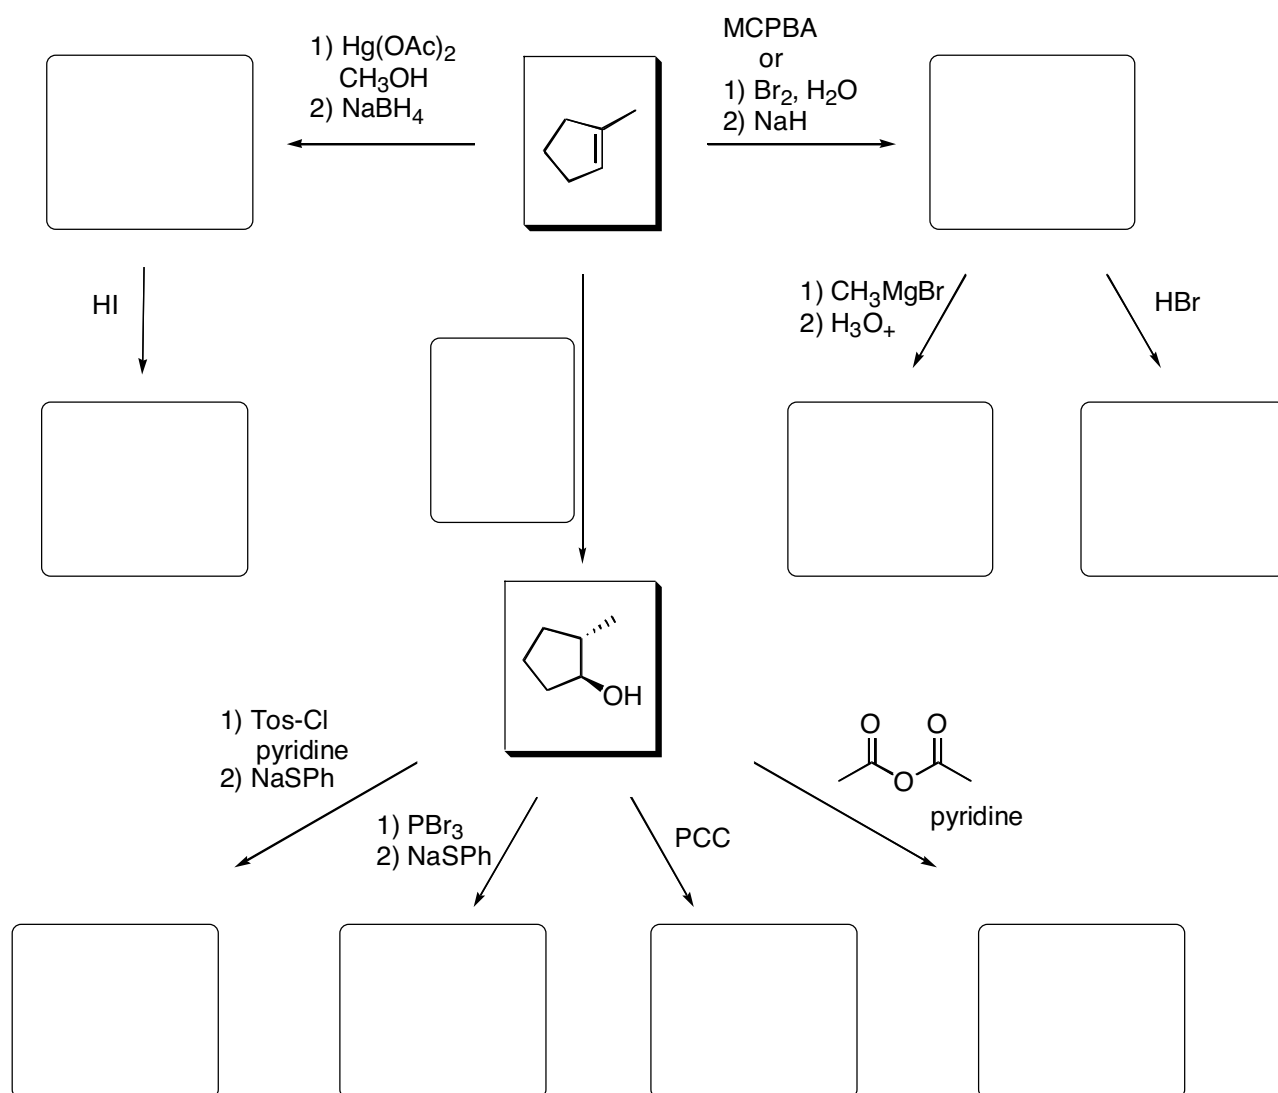 1) Hg(OAc)2
CH3OH
2) NaBH4
MCPBA
or
1) Br2, H2O
2) NaH
HI
1) CH3MgBr
2) H3O+
HBr
OH
1) Tos-Cl
pyridine
2) NaSPh
1) PBr3
2) NaSPh
PCC
O O
O
pyridine